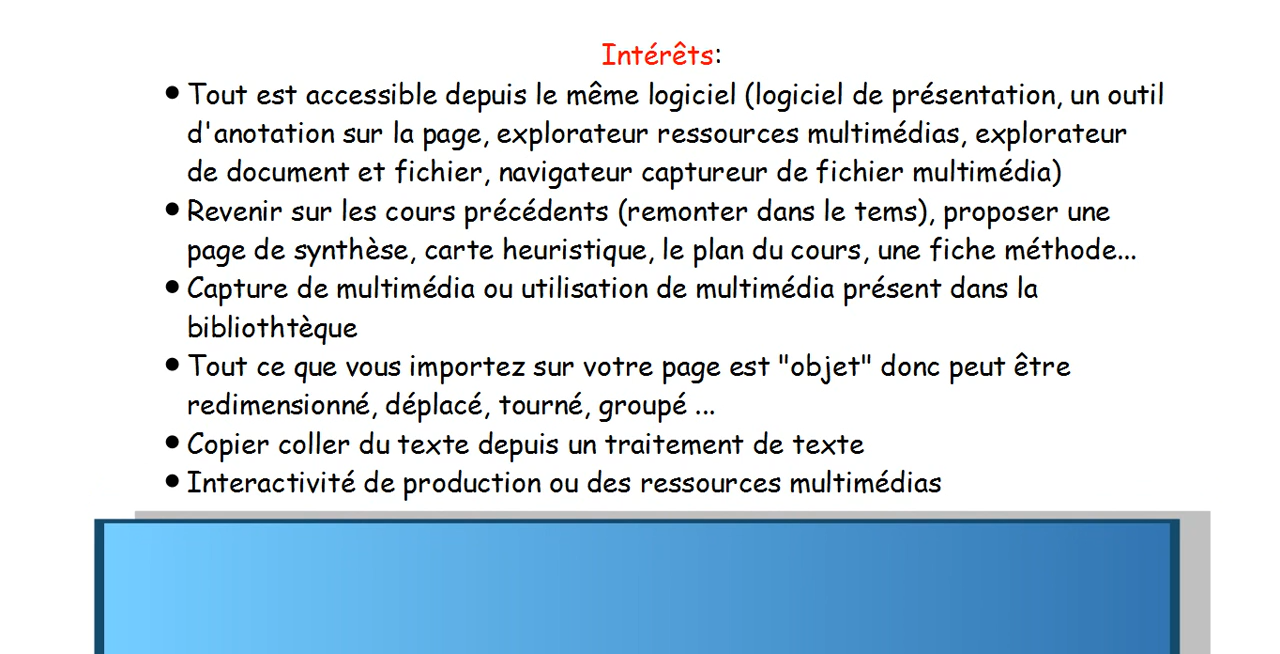 Intérêts:
• Tout est accessible depuis le même logiciel (logiciel de présentation, un outil
d'anotation sur la page, explorateur ressources multimédias, explorateur
de document et fichier, navigateur captureur de fichier multimédia)
• Revenir sur les cours précédents (remonter dans le tems), proposer une
page de synthèse, carte heuristique, le plan du cours, une fiche méthode...
• Capture de multimédia ou utilisation de multimédia présent dans la
bibliothtèque
• Tout ce que vous importez sur votre page est "objet" donc peut être
redimensionné, déplacé, tourné, groupé ...
• Copier coller du texte depuis un traitement de texte
• Interactivité de production ou des ressources multimédias